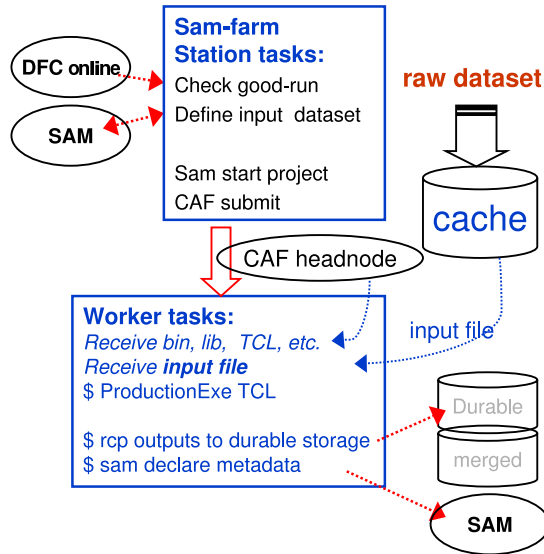 Sam-farm
Station tasks:
Check good-run
Define input dataset
Sam start project
CAF submit
DFC online
SAM
raw dataset
cache
CAF headnode
input file
Worker tasks:
Receive bin, lib, TCL, etc.
Receive input file
$ ProductionExe TCL
$ rcp outputs to durable storage
$ sam declare metadata
Durable
merged
SAM